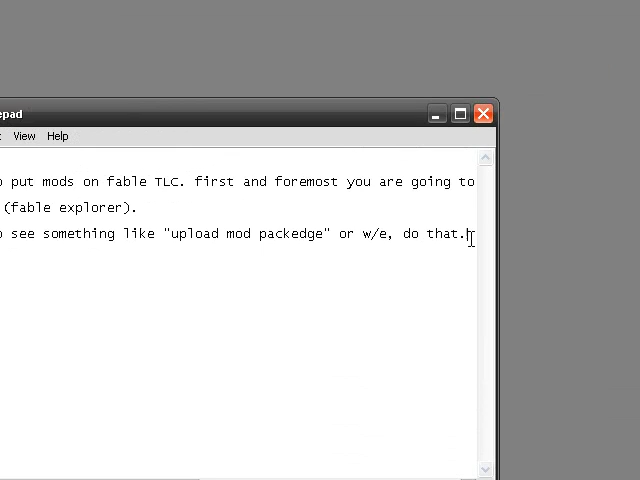 epad
View Help
o put mods on fable TLC. first and foremost you are going to
(fable explorer).
o see something like "upload mod packedge" or w/e, do that.